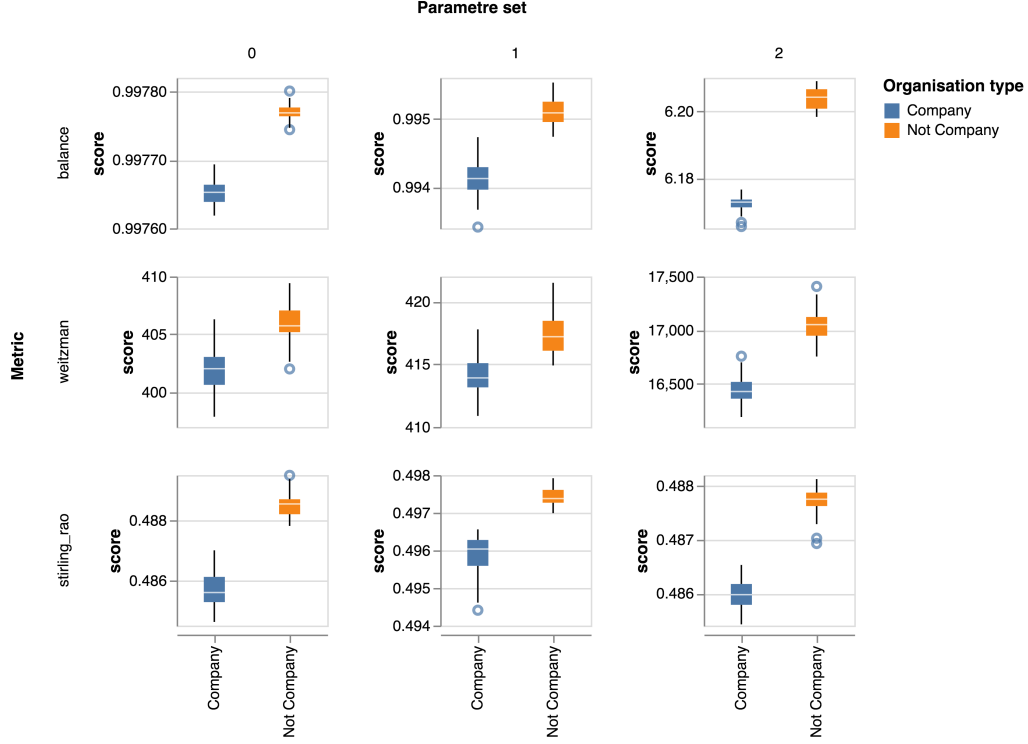 Parametre set
0
1
2
Organisation type
Company
Not Company
Metric
balance
score
0.99780
0.99770
0.99760
score
0.995
0.994
score
6.20
6.18
weitzman
score
410
405
400
score
420
415
410
score
17,500
17,000
16,500
stirling_rao
score
0.488
0.486
score
0.498
0.497
0.496
0.495
0.494
score
0.488
0.487
0.486
Company
Not Company
Company
Not Company
Company
Not Company